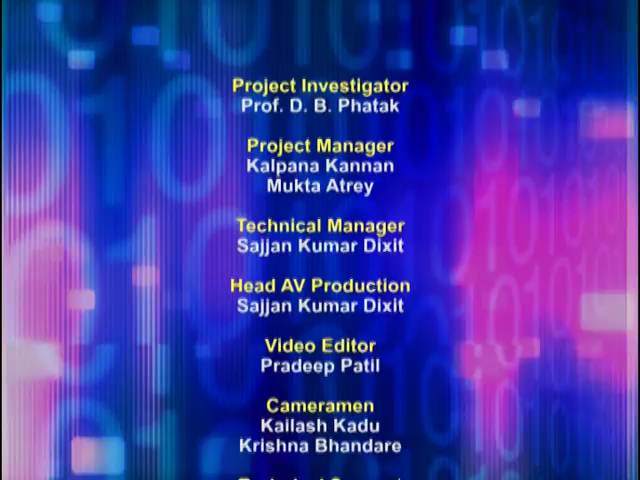 Project Investigator
Prof. D. B. Phatak
Project Manager
Kalpana Kannan
Mukta Atrey
Technical Manager
Sajjan Kumar Dixit
Head AV Production
Sajjan Kumar Dixit
Video Editor
Pradeep Patil
Cameramen
Kailash Kadu
Krishna Bhandare